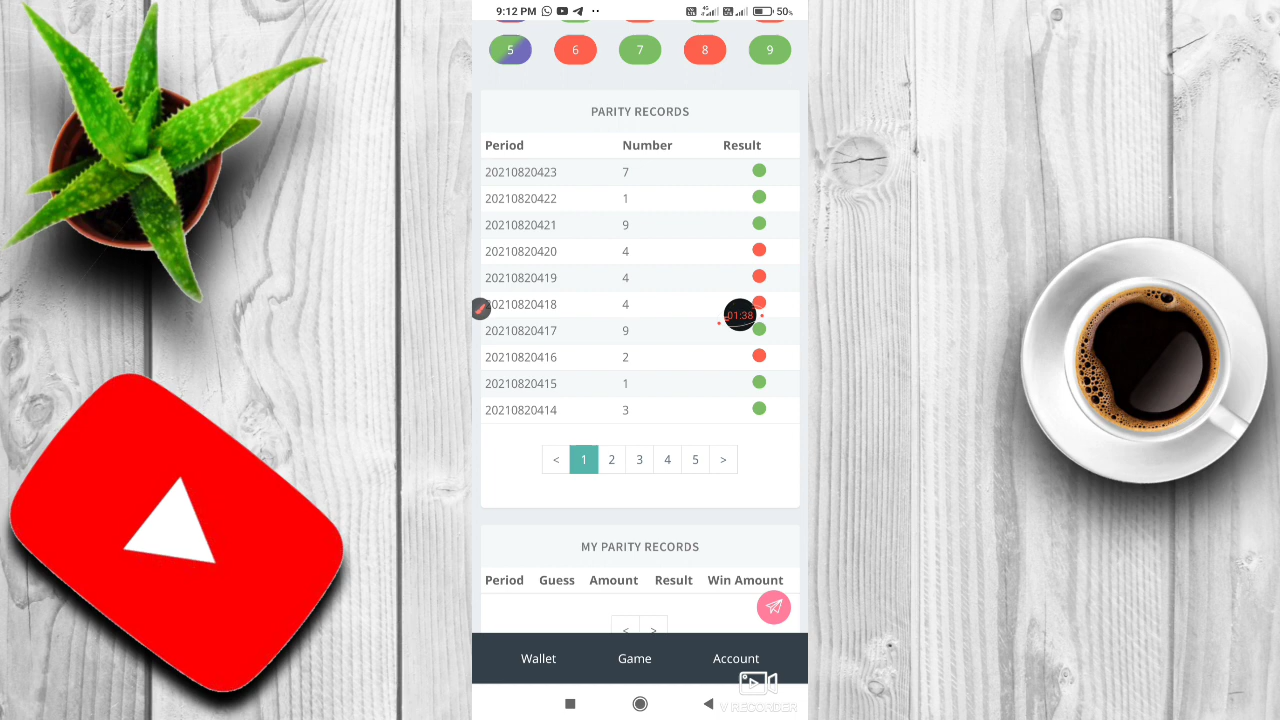 9:12 PM 50%
5 6 7 8 9
PARITY RECORDS
Period Number Result
20210820423 7
20210820422 1
20210820421 9
20210820420 4
20210820419 4
20210820418 4
01:38
20210820417 9
20210820416 2
20210820415 1
20210820414 3
< 1 2 3 4 5 >
MY PARITY RECORDS
Period Guess Amount Result Win Amount
< >
Wallet Game Account
V RECORDER